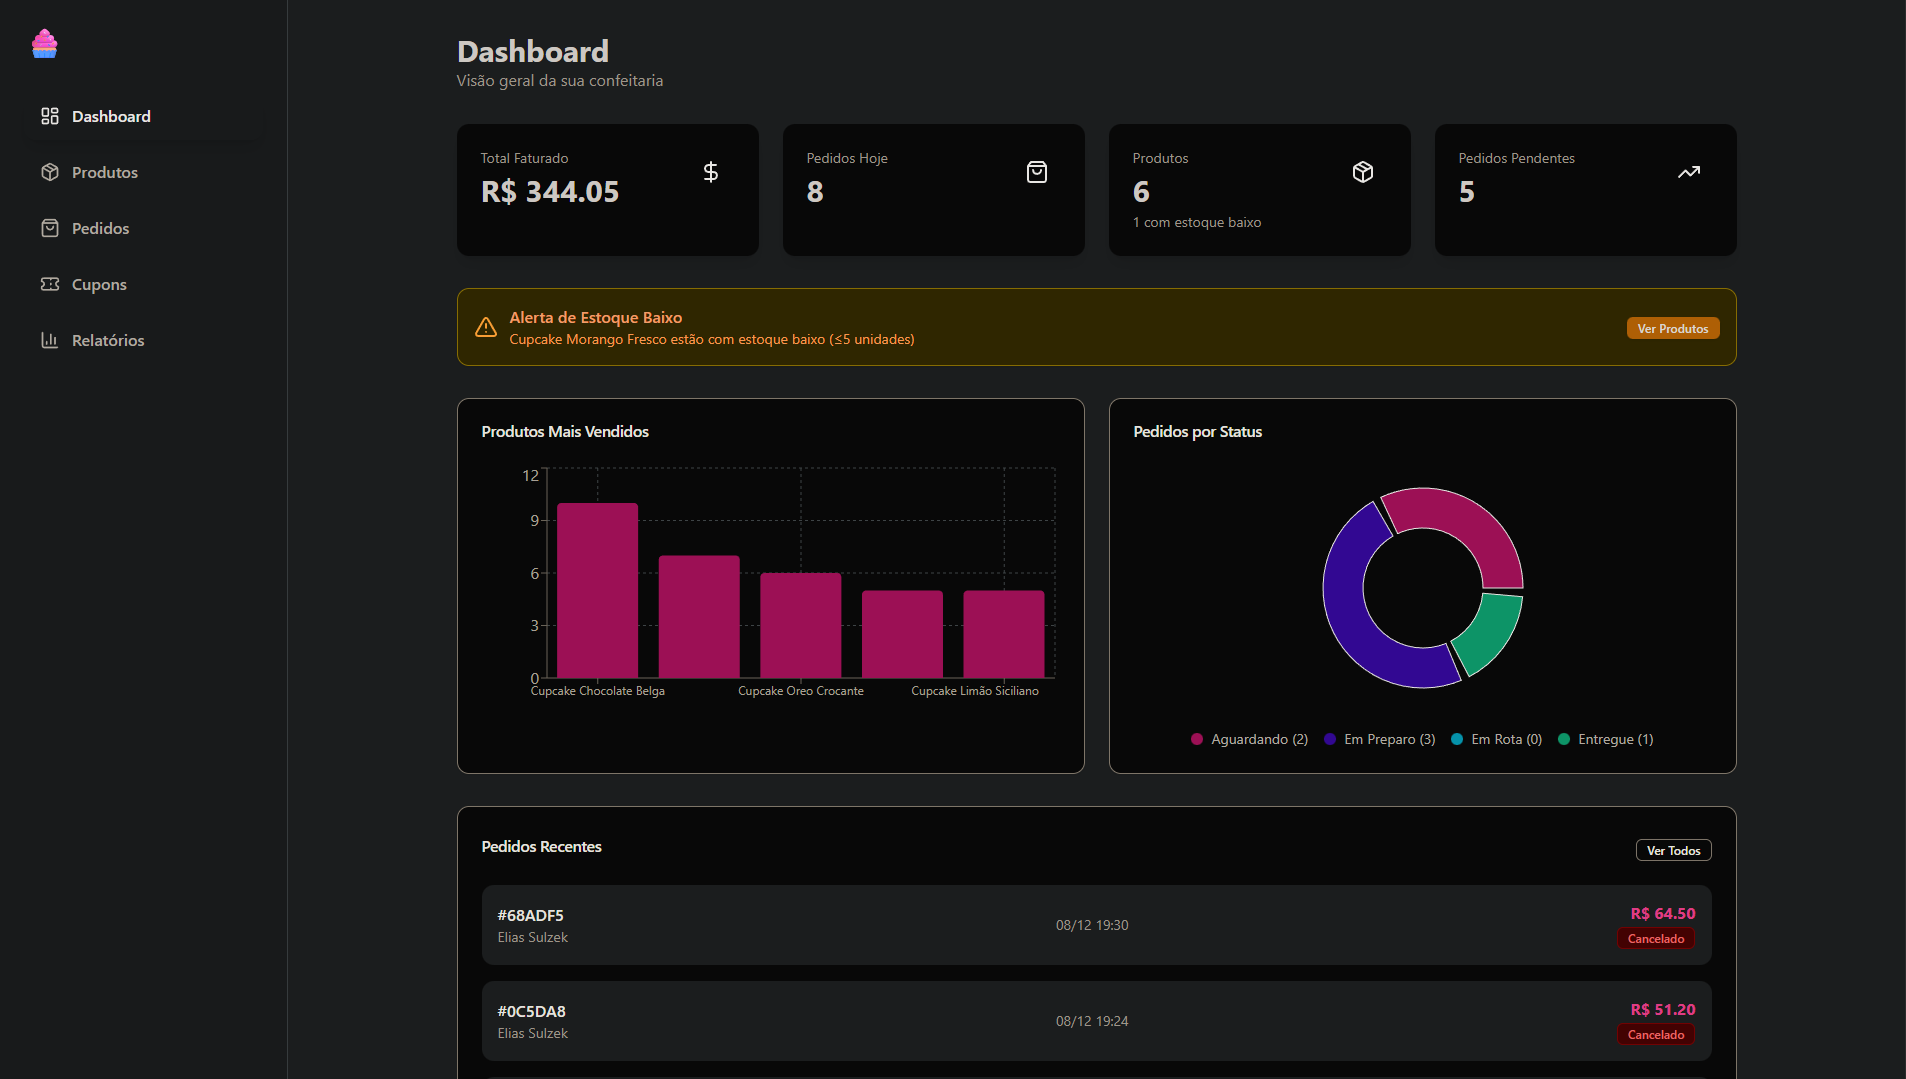 Dashboard
Produtos
Pedidos
Cupons
Relatórios
Dashboard
Visão geral da sua confeitaria
Total Faturado
R$ 344.05
Pedidos Hoje
8
Produtos
6
1 com estoque baixo
Pedidos Pendentes
5
Alerta de Estoque Baixo
Cupcake Morango Fresco estão com estoque baixo (≤5 unidades)
Ver Produtos
Produtos Mais Vendidos
12
9
6
3
0
Cupcake Chocolate Belga
Cupcake Oreo Crocante
Cupcake Limão Siciliano
Pedidos por Status
Aguardando (2)
Em Preparo (3)
Em Rota (0)
Entregue (1)
Pedidos Recentes
Ver Todos
#68ADF5
Elias Sulzek
08/12 19:30
R$ 64.50
Cancelado
#0C5DA8
Elias Sulzek
08/12 19:24
R$ 51.20
Cancelado